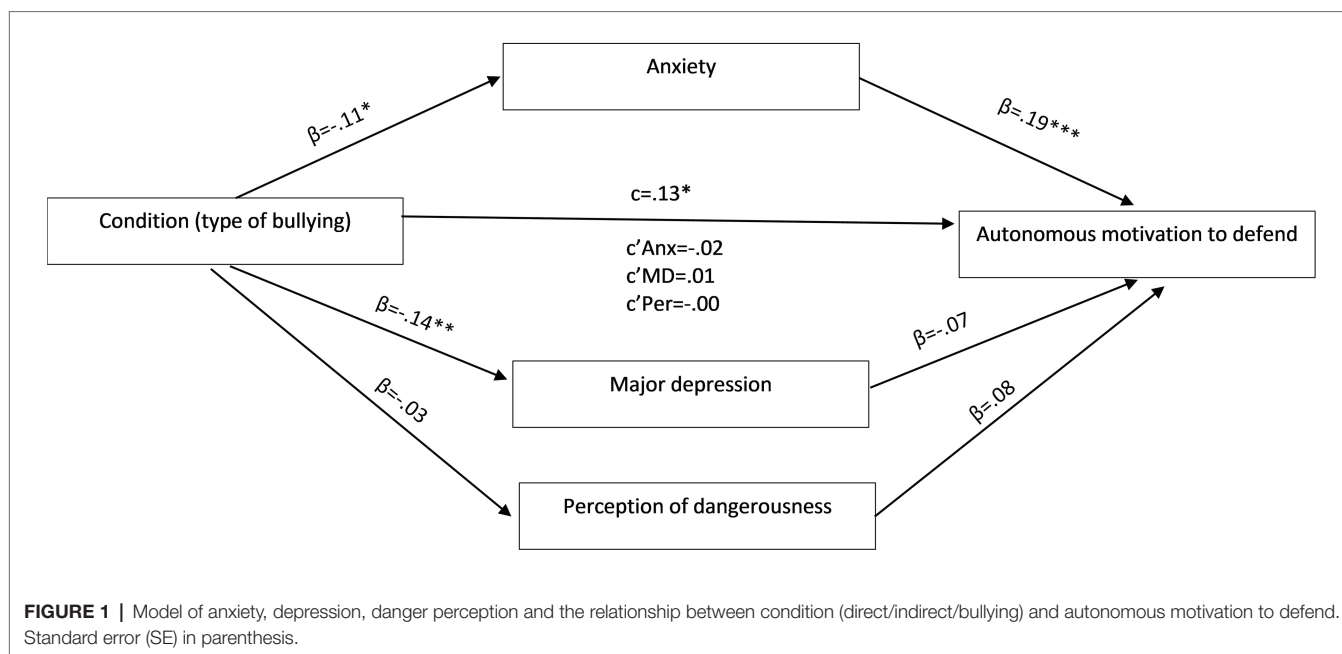 Anxiety
β=-.11*
β=.19***
c=.13*
Condition (type of bullying)
Autonomous motivation to defend
c’Anx=-.02
c’MD=.01
c’Per=-.00
β=-.14**
β=-.07
Major depression
β=-.03
β=.08
Perception of dangerousness
FIGURE 1 | Model of anxiety, depression, danger perception and the relationship between condition (direct/indirect/bullying) and autonomous motivation to defend.
Standard error (SE) in parenthesis.